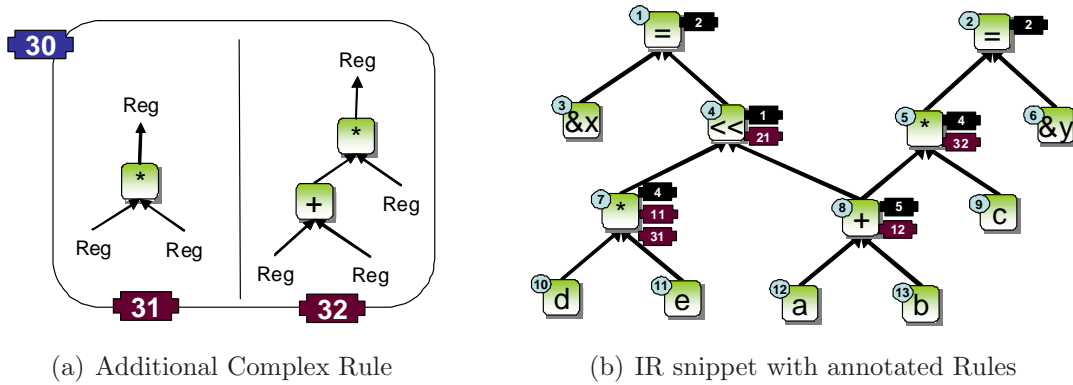 30
Reg
*
Reg
Reg
31
Reg
*
+
Reg
Reg
Reg
32
(a) Additional Complex Rule
1
=
2
2
=
2
3
&x
4
<<
1
21
5
*
4
32
6
&y
7
*
4
11
31
8
+
5
12
9
c
10
d
11
e
12
a
13
b
(b) IR snippet with annotated Rules